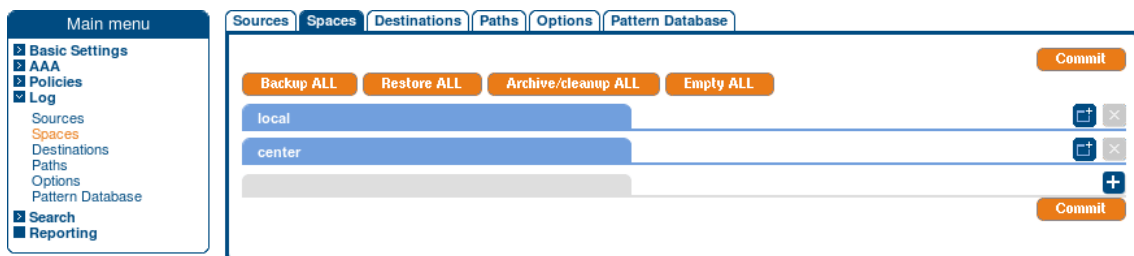 Main menu
Basic Settings
AAA
Policies
Log
Sources
Spaces
Destinations
Paths
Options
Pattern Database
Search
Reporting
Sources Spaces Destinations Paths Options Pattern Database
Commit
Backup ALL Restore ALL Archive/cleanup ALL Empty ALL
local
center
Commit